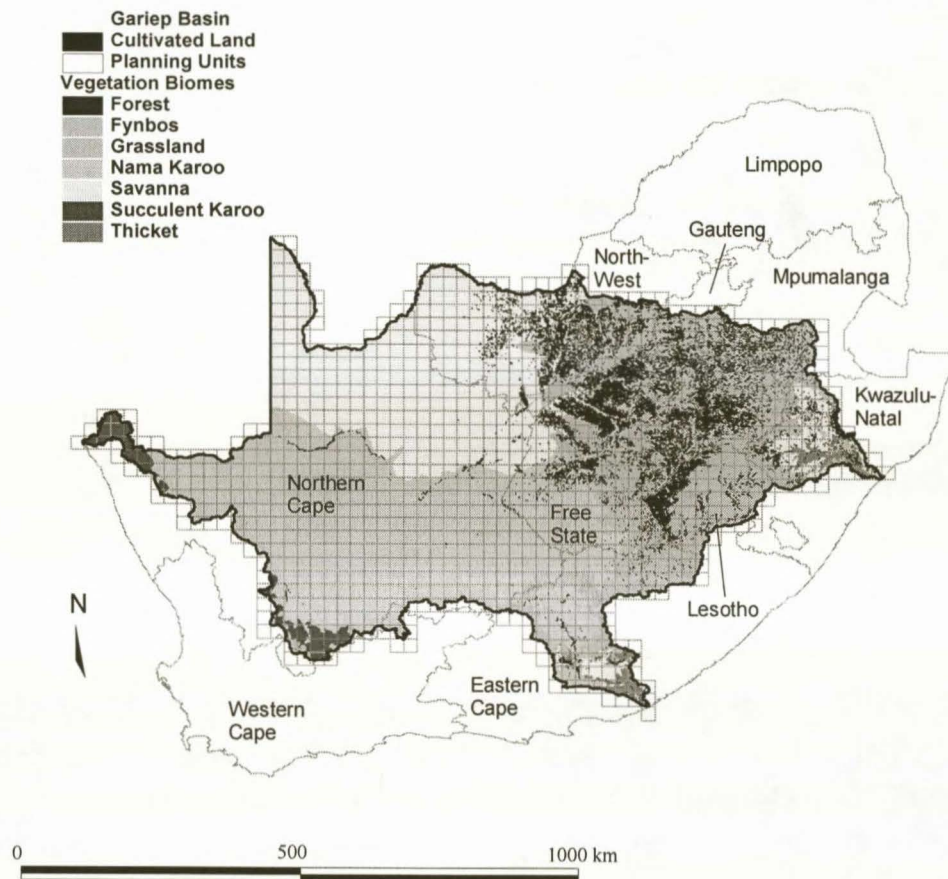 Gariep Basin
Cultivated Land
Planning Units
Vegetation Biomes
Forest
Fynbos
Grassland
Nama Karoo
Savanna
Succulent Karoo
Thicket
Limpopo
Gauteng
North-
West
Mpumalanga
Kwazulu-
Natal
Northern
Cape
Free
State
N
Lesotho
Eastern
Cape
Western
Cape
0 500 1000 km